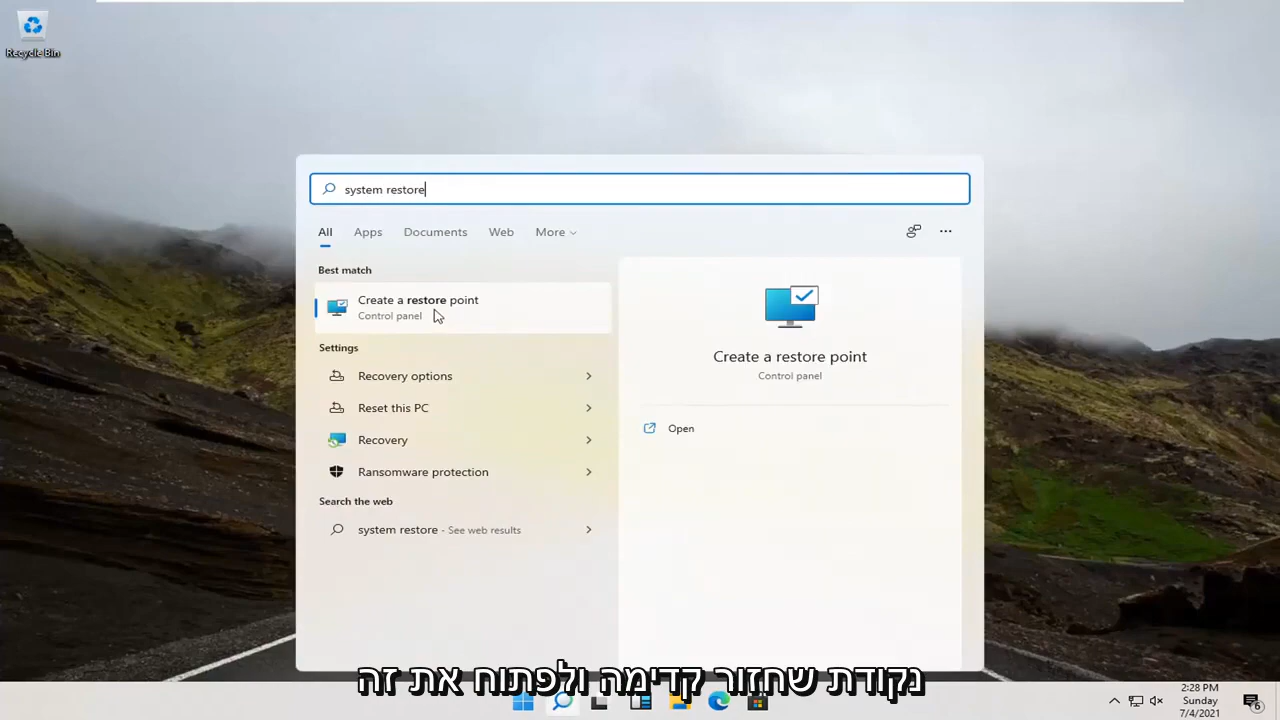 Recycle Bin
system restore
All Apps Documents Web More
Best match
Create a restore point
Control panel
Settings
Recovery options
Reset this PC
Recovery
Ransomware protection
Search the web
system restore - See web results
Create a restore point
Control panel
Open
נקודת שחזור קדימה ולפתוח את זה
2:28 PM
Sunday
7/4/2021
6